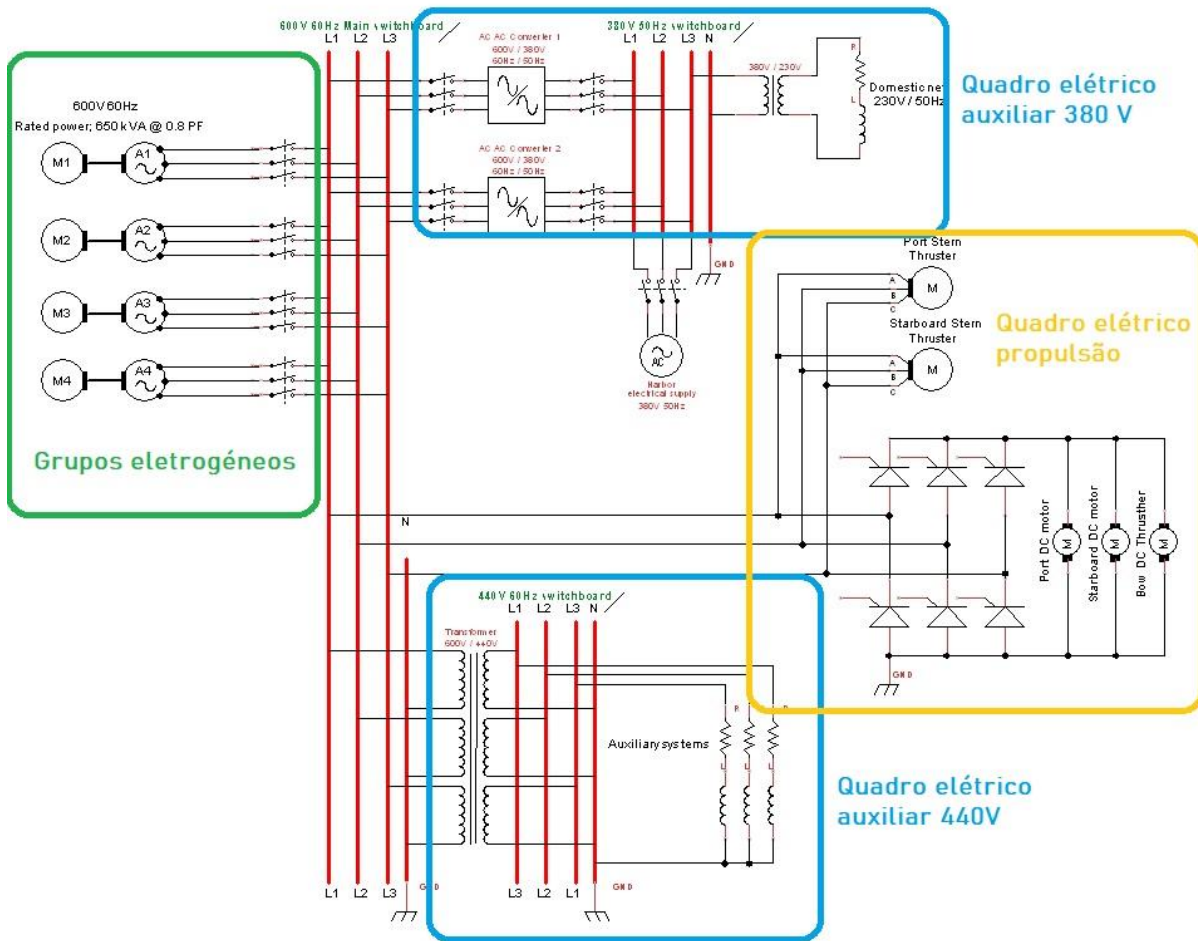 600V 60Hz Main switchboard
L1 L2 L3
AC AC Converter 1
600V / 380V
60Hz / 50Hz
380V 50Hz switchboard
L1 L2 L3 N
380V / 230V
R
L
Domestic net
230V / 50Hz
Quadro elétrico
auxiliar 380 V
600V 60Hz
Rated power; 650 kVA @ 0.8 PF
M1 A1
M2 A2
M3 A3
M4 A4
Grupos eletrogéneos
AC AC Converter 2
600V / 380V
60Hz / 50Hz
GND
AC
Harbor
electrical supply
380V 50Hz
Port Stern
Thruster
A
B
C
M
Starboard Stern
Thruster
A
B
C
M
Quadro elétrico
propulsão
Port DC motor
M
Starboard DC motor
M
Bow DC Thrusther
M
GND
N
440V 60Hz switchboard
L1 L2 L3 N
Transformer
600V / 440V
Auxiliary systems
R
R
L L L
Quadro elétrico
auxiliar 440V
L1 L2 L3
GND
L3 L2 L1
GND